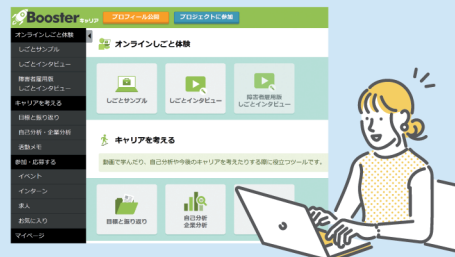 Boosterキャリア
プロフィール登録
プロジェクトに参加
オンラインしごと体験
しごとサンプル
しごとインタビュー
障害者雇用版
しごとインタビュー
キャリアを考える
目標と振り返り
自己分析・企業分析
活動メモ
参加・応募する
イベント
インターン
求人
お気に入り
マイページ
オンラインしごと体験
しごとサンプル
しごとインタビュー
障害者雇用版
しごとインタビュー
キャリアを考える
動画で学んだり、自己分析や今後のキャリアを考えたりする際に役立つツールです。
目標と振り返り
自己分析
企業分析